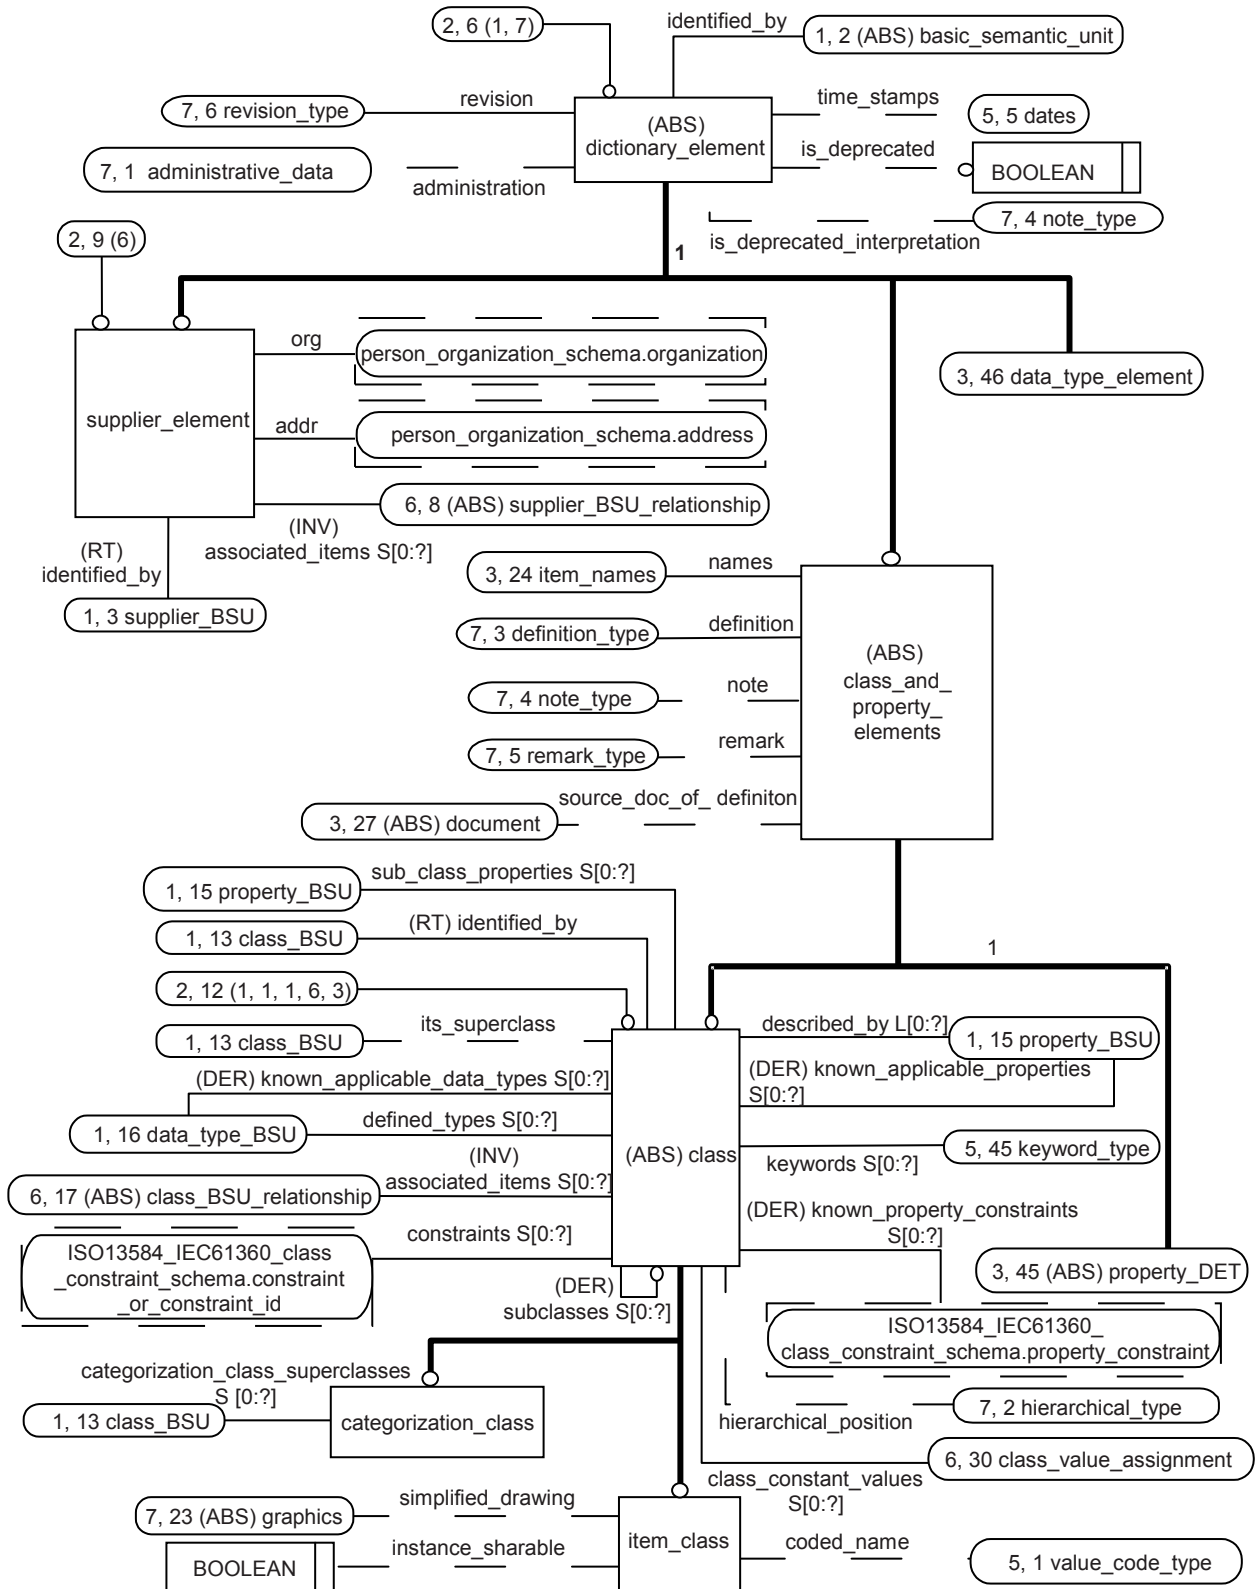 2, 6 (1, 7)
identified_by
1, 2 (ABS) basic_semantic_unit
7, 6 revision_type
revision
(ABS)
dictionary_element
time_stamps
5, 5 dates
is_deprecated
BOOLEAN
7, 1 administrative_data
administration
7, 4 note_type
is_deprecated_interpretation
2, 9 (6)
1
org
person_organization_schema.organization
supplier_element
addr
person_organization_schema.address
3, 46 data_type_element
6, 8 (ABS) supplier_BSU_relationship
(INV)
associated_items S[0:?]
(RT)
identified_by
1, 3 supplier_BSU
3, 24 item_names
names
7, 3 definition_type
definition
(ABS)
class_and_
property_
elements
7, 4 note_type
note
7, 5 remark_type
remark
source_doc_of_ definiton
3, 27 (ABS) document
sub_class_properties S[0:?]
1, 15 property_BSU
(RT) identified_by
1, 13 class_BSU
1
2, 12 (1, 1, 1, 6, 3)
its_superclass
1, 13 class_BSU
described_by L[0:?]
1, 15 property_BSU
(DER) known_applicable_data_types S[0:?]
(DER) known_applicable_properties
S[0:?]
defined_types S[0:?]
1, 16 data_type_BSU
(ABS) class
5, 45 keyword_type
keywords S[0:?]
(INV)
associated_items S[0:?]
6, 17 (ABS) class_BSU_relationship
(DER) known_property_constraints
S[0:?]
constraints S[0:?]
ISO13584_IEC61360_class
_constraint_schema.constraint
_or_constraint_id
3, 45 (ABS) property_DET
(DER)
subclasses S[0:?]
ISO13584_IEC61360_
class_constraint_schema.property_constraint
categorization_class_superclasses
S [0:?]
1, 13 class_BSU
categorization_class
7, 2 hierarchical_type
hierarchical_position
6, 30 class_value_assignment
class_constant_values
S[0:?]
simplified_drawing
7, 23 (ABS) graphics
item_class
instance_sharable
BOOLEAN
coded_name
5, 1 value_code_type